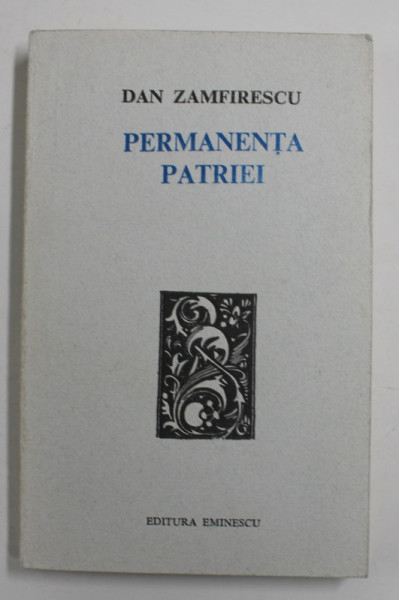 DAN ZAMFIRESCU
PERMANENȚA
PATRIEI
EDITURA EMINESCU